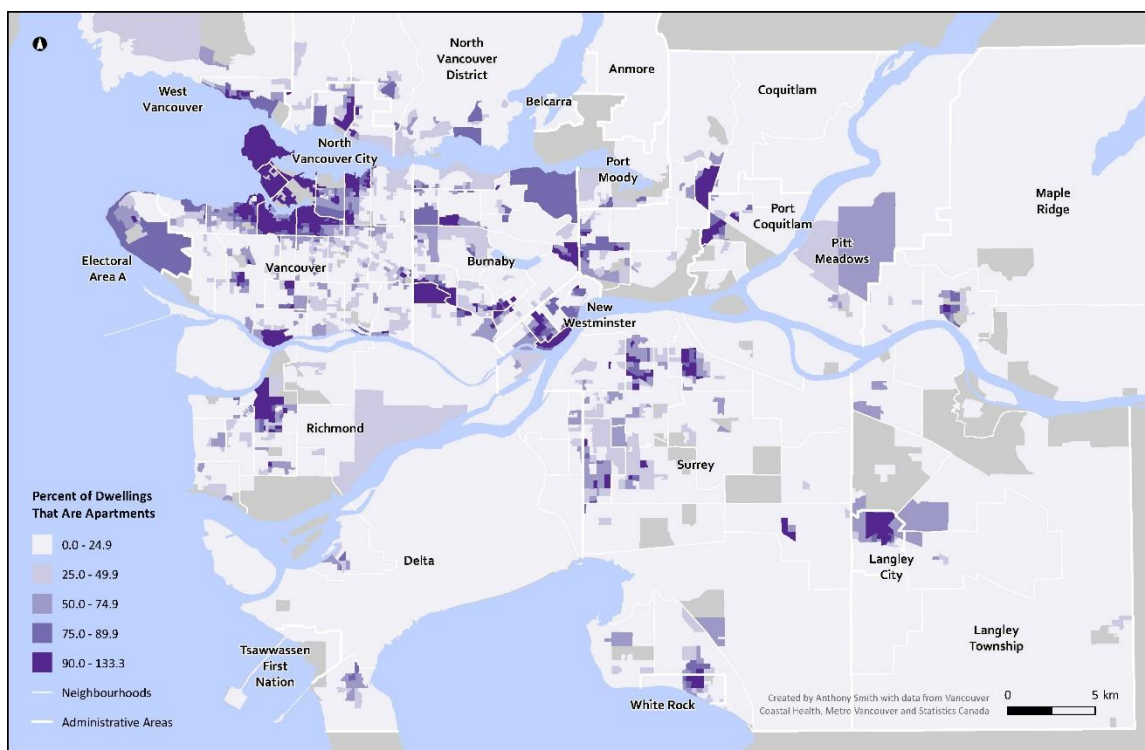 North
Vancouver
District
Anmore
Coquitlam
West
Vancouver
Belcarra
North
Vancouver City
Port
Moody
Maple
Ridge
Port
Coquitlam
Pitt
Meadows
Electoral
Area A
Vancouver
Burnaby
New
Westminster
Richmond
Surrey
Percent of Dwellings
That Are Apartments
0.0 - 24.9
25.0 - 49.9
50.0 - 74.9
75.0 - 89.9
90.0 - 133.3
Neighbourhoods
Administrative Areas
Delta
Langley
City
Tsawwassen
First
Nation
Langley
Township
White Rock
Created by Anthony Smith with data from Vancouver
Coastal Health, Metro Vancouver and Statistics Canada
0 5 km